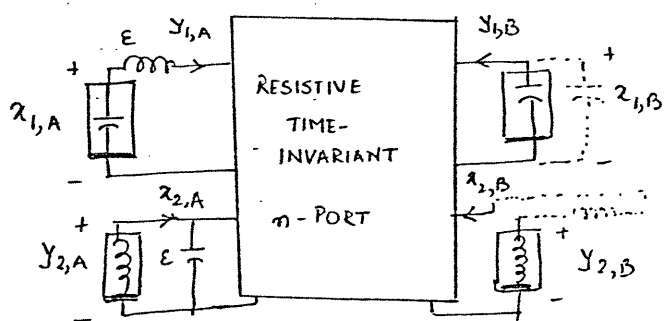 ε
y1,A
y1,B
+
+
x1,A
RESISTIVE
TIME-
INVARIANT
n-PORT
x1,B
−
−
x2,A
x2,B
+
+
y2,A
ε
y2,B
−
−